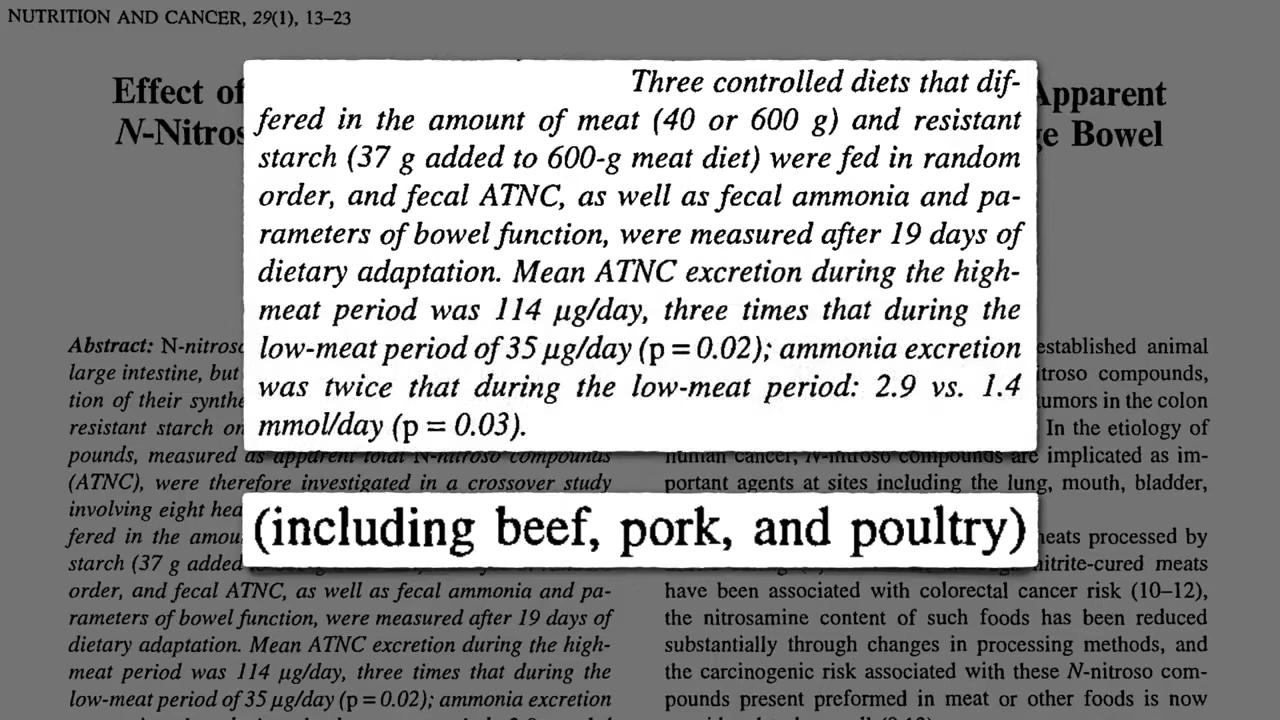 NUTRITION AND CANCER, 29(1), 13–23
Effect of
Apparent
N-Nitros
ge Bowel
Three controlled diets that dif-
fered in the amount of meat (40 or 600 g) and resistant
starch (37 g added to 600-g meat diet) were fed in random
order, and fecal ATNC, as well as fecal ammonia and pa-
rameters of bowel function, were measured after 19 days of
dietary adaptation. Mean ATNC excretion during the high-
meat period was 114 μg/day, three times that during the
low-meat period of 35 μg/day (p = 0.02); ammonia excretion
was twice that during the low-meat period: 2.9 vs. 1.4
mmol/day (p = 0.03).
(including beef, pork, and poultry)
Abstract: N-nitroso
large intestine, but
tion of their synthe
resistant starch on
pounds, measured as apparent total N-nitroso compounds
(ATNC), were therefore investigated in a crossover study
involving eight hea
fered in the amou
starch (37 g added
order, and fecal ATNC, as well as fecal ammonia and pa-
rameters of bowel function, were measured after 19 days of
dietary adaptation. Mean ATNC excretion during the high-
meat period was 114 μg/day, three times that during the
low-meat period of 35 μg/day (p = 0.02); ammonia excretion
established animal
troso compounds,
tumors in the colon
In the etiology of
human cancer, N-nitroso compounds are implicated as im-
portant agents at sites including the lung, mouth, bladder,
meats processed by
nitrite-cured meats
have been associated with colorectal cancer risk (10–12),
the nitrosamine content of such foods has been reduced
substantially through changes in processing methods, and
the carcinogenic risk associated with these N-nitroso com-
pounds present preformed in meat or other foods is now